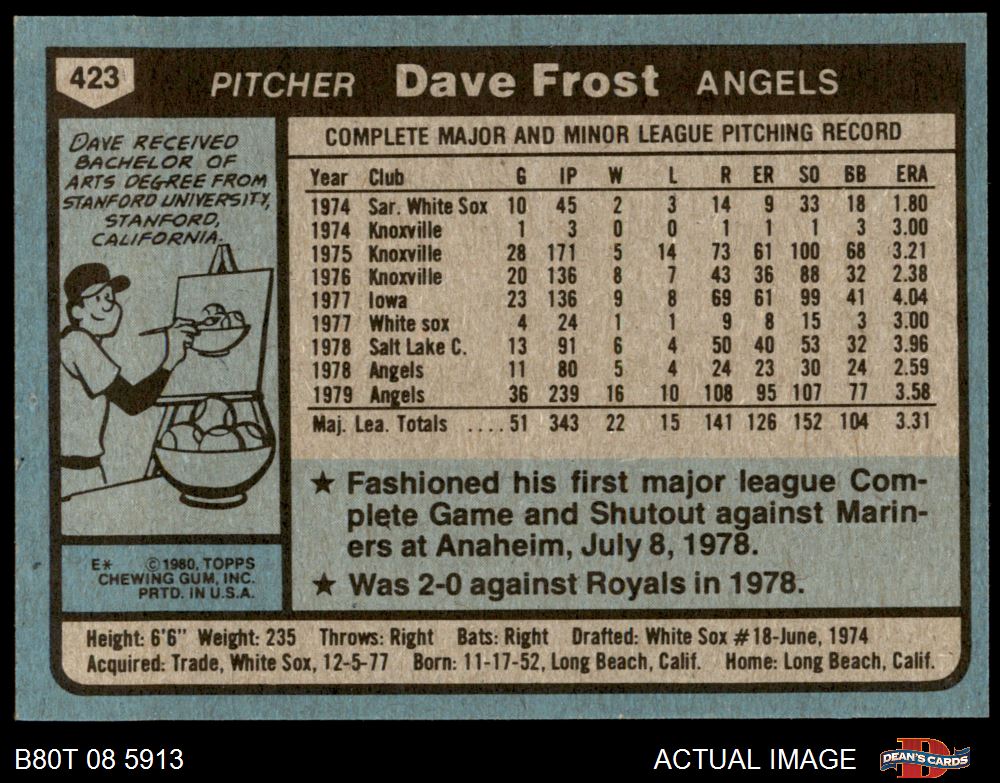 423 PITCHER Dave Frost ANGELS
DAVE RECEIVED
BACHELOR OF
ARTS DEGREE FROM
STANFORD UNIVERSITY,
STANFORD,
CALIFORNIA.
COMPLETE MAJOR AND MINOR LEAGUE PITCHING RECORD
Year Club G IP W L R ER SO BB ERA
1974 Sar. White Sox 10 45 2 3 14 9 33 18 1.80
1974 Knoxville 1 3 0 0 1 1 1 3 3.00
1975 Knoxville 28 171 5 14 73 61 100 68 3.21
1976 Knoxville 20 136 8 7 43 36 88 32 2.38
1977 Iowa 23 136 9 8 69 61 99 41 4.04
1977 White sox 4 24 1 1 9 8 15 3 3.00
1978 Salt Lake C. 13 91 6 4 50 40 53 32 3.96
1978 Angels 11 80 5 4 24 23 30 24 2.59
1979 Angels 36 239 16 10 108 95 107 77 3.58
Maj. Lea. Totals ....51 343 22 15 141 126 152 104 3.31
★ Fashioned his first major league Com-
plete Game and Shutout against Marin-
ers at Anaheim, July 8, 1978.
★ Was 2-0 against Royals in 1978.
E* ©1980, TOPPS
CHEWING GUM, INC.
PRTD. IN U.S.A.
Height: 6'6" Weight: 235 Throws: Right Bats: Right Drafted: White Sox #18-June, 1974
Acquired: Trade, White Sox, 12-5-77 Born: 11-17-52, Long Beach, Calif. Home: Long Beach, Calif.
B80T 08 5913 ACTUAL IMAGE DEAN'S CARDS